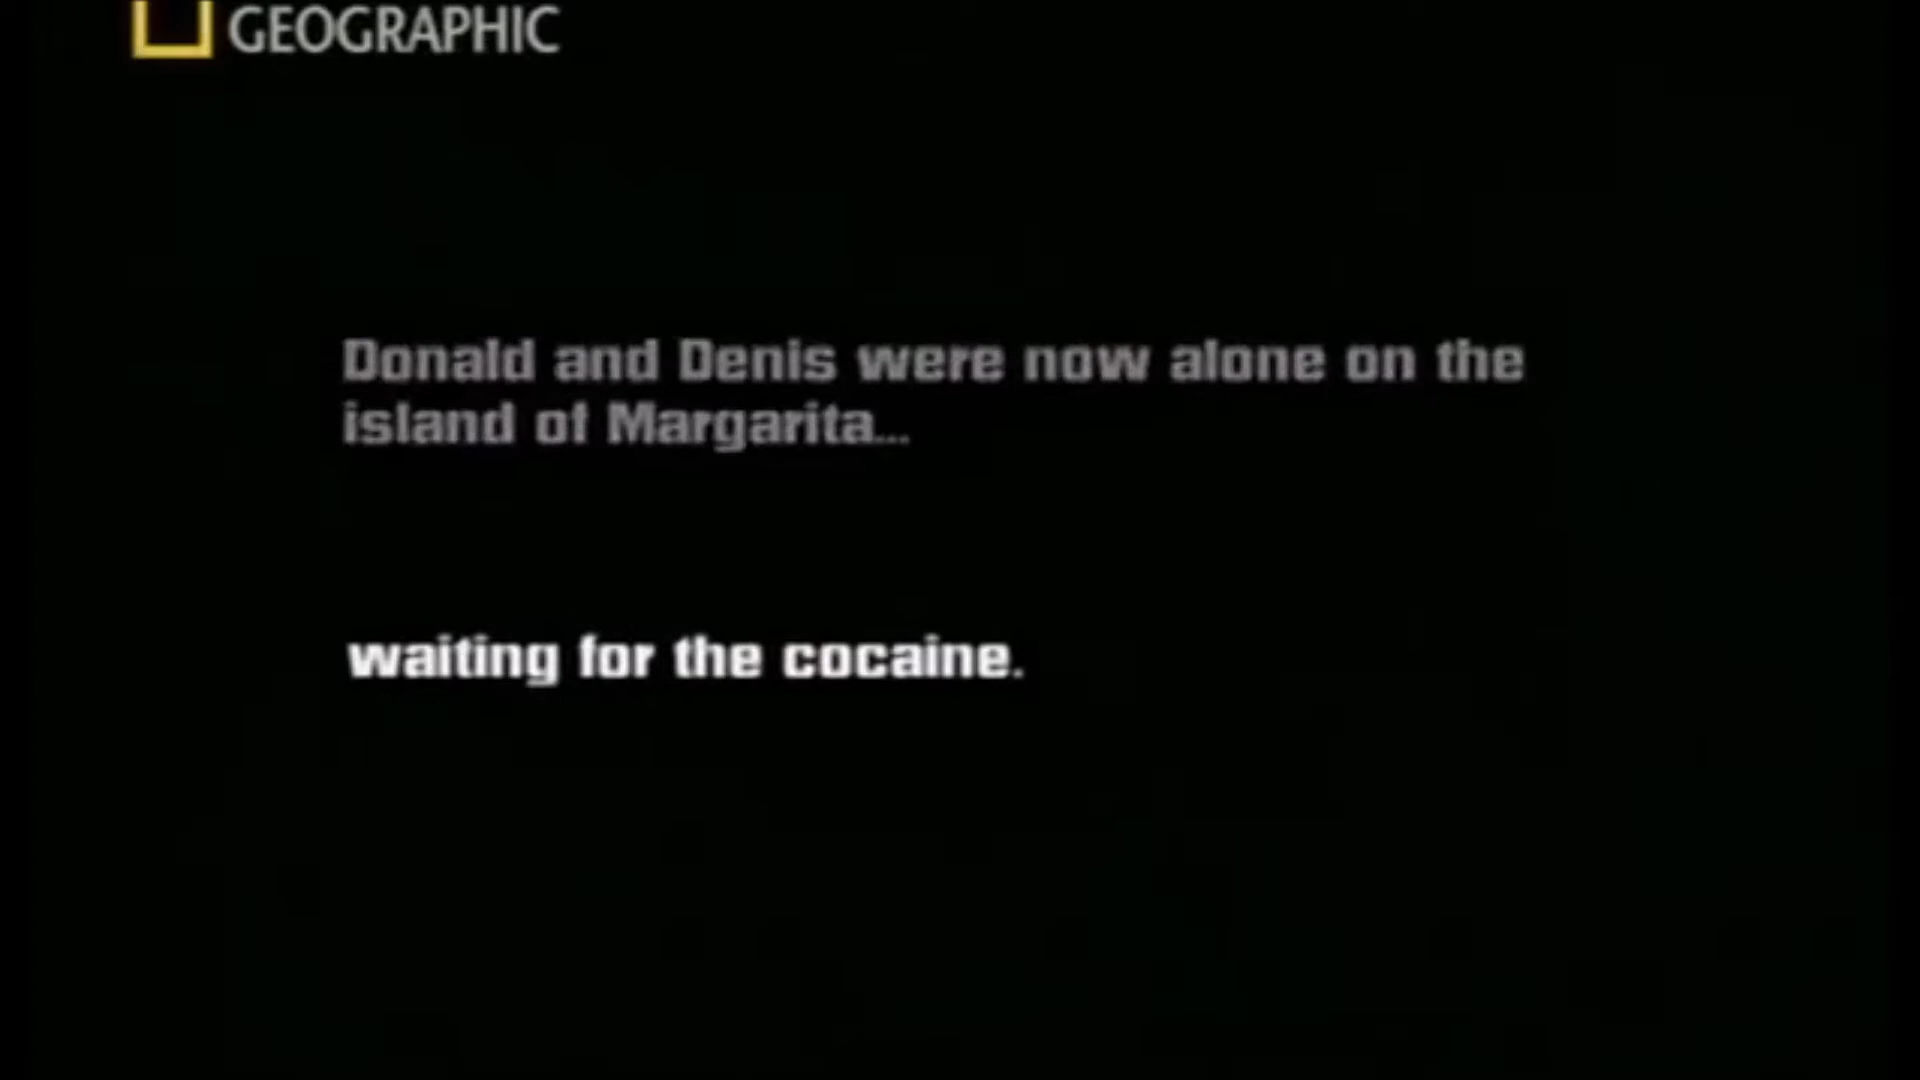 GEOGRAPHIC
Donald and Denis were now alone on the
island of Margarita...
waiting for the cocaine.